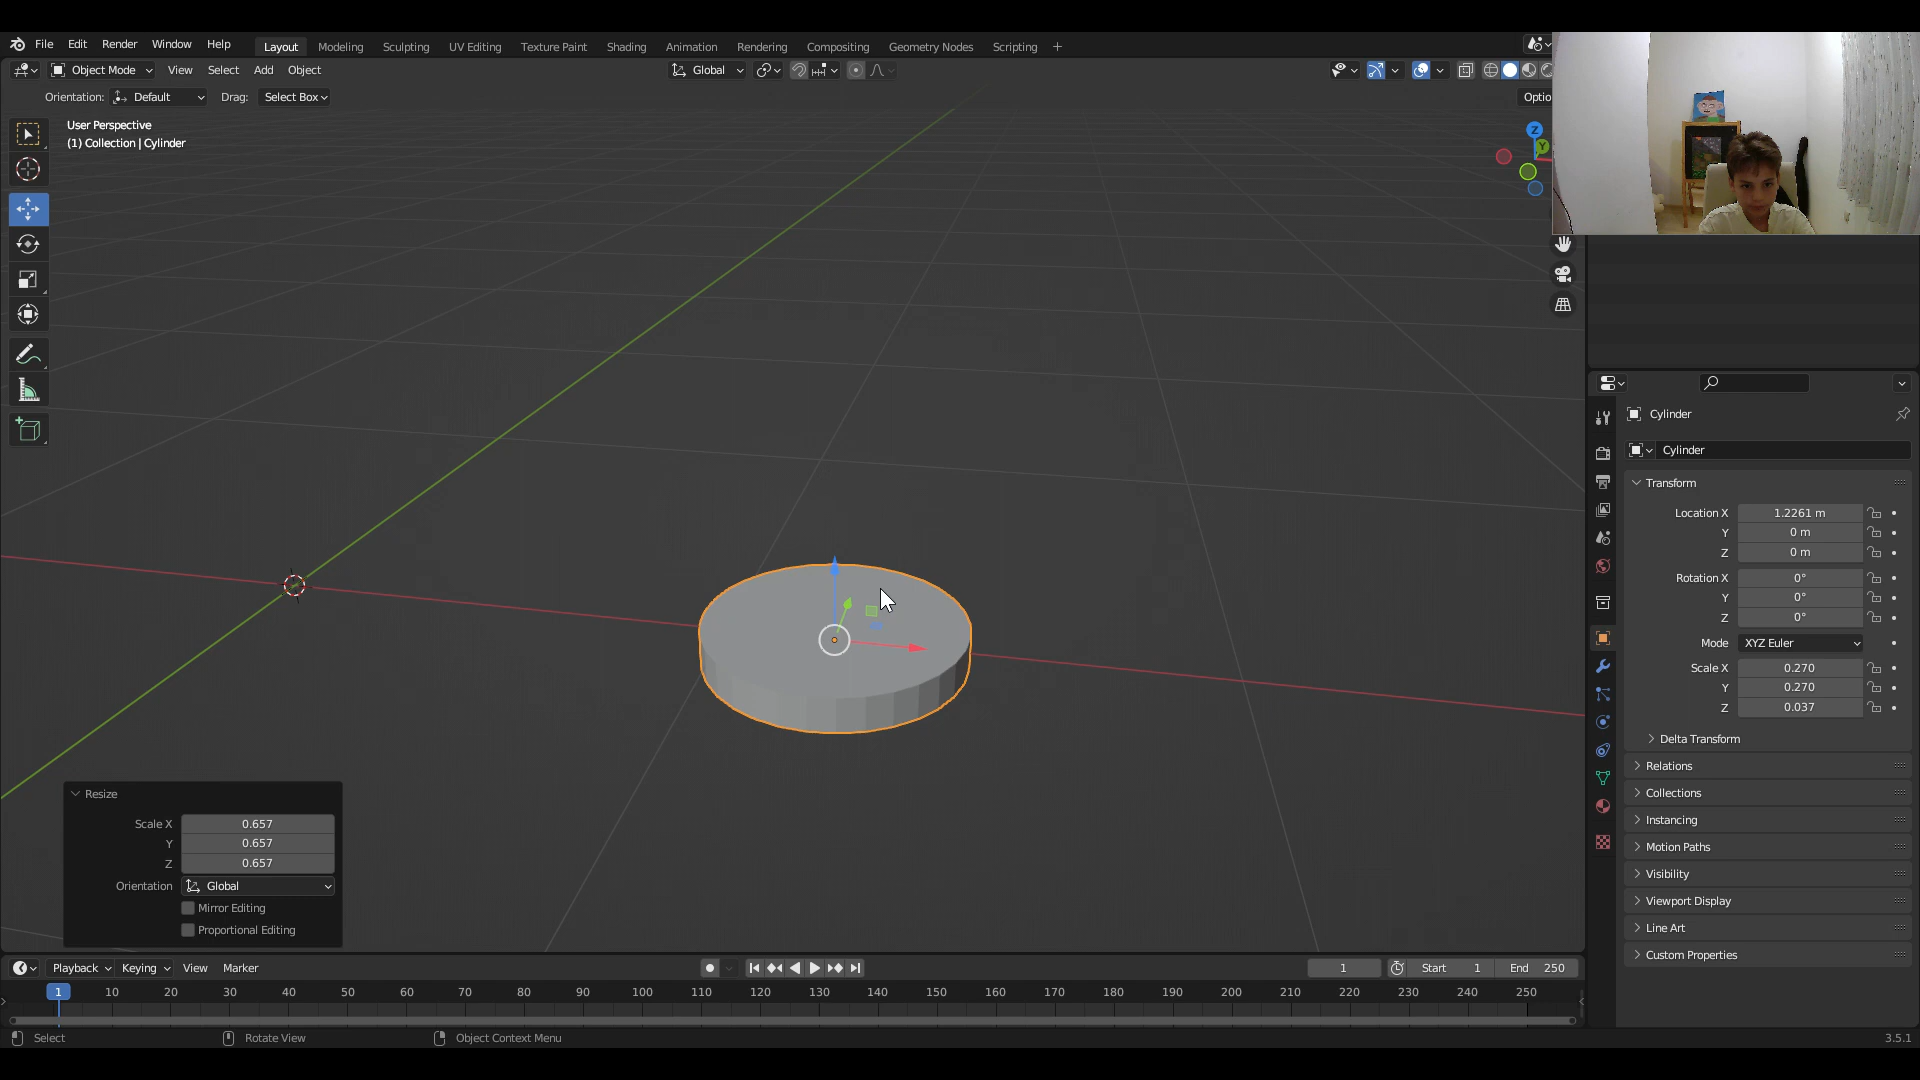 File Edit Render Window Help Layout Modeling Sculpting UV Editing Texture Paint Shading Animation Rendering Compositing Geometry Nodes Scripting +
Object Mode View Select Add Object Global
Orientation: Default Drag: Select Box Optio
User Perspective
(1) Collection | Cylinder
Z
Y
Cylinder
Cylinder
Transform
Location X 1.2261 m
Y 0 m
Z 0 m
Rotation X 0°
Y 0°
Z 0°
Mode XYZ Euler
Scale X 0.270
Y 0.270
Z 0.037
Delta Transform
Relations
Collections
Instancing
Motion Paths
Visibility
Viewport Display
Line Art
Custom Properties
Resize
Scale X 0.657
Y 0.657
Z 0.657
Orientation Global
Mirror Editing
Proportional Editing
Playback Keying View Marker 1 Start 1 End 250
1 10 20 30 40 50 60 70 80 90 100 110 120 130 140 150 160 170 180 190 200 210 220 230 240 250
Select Rotate View Object Context Menu 3.5.1